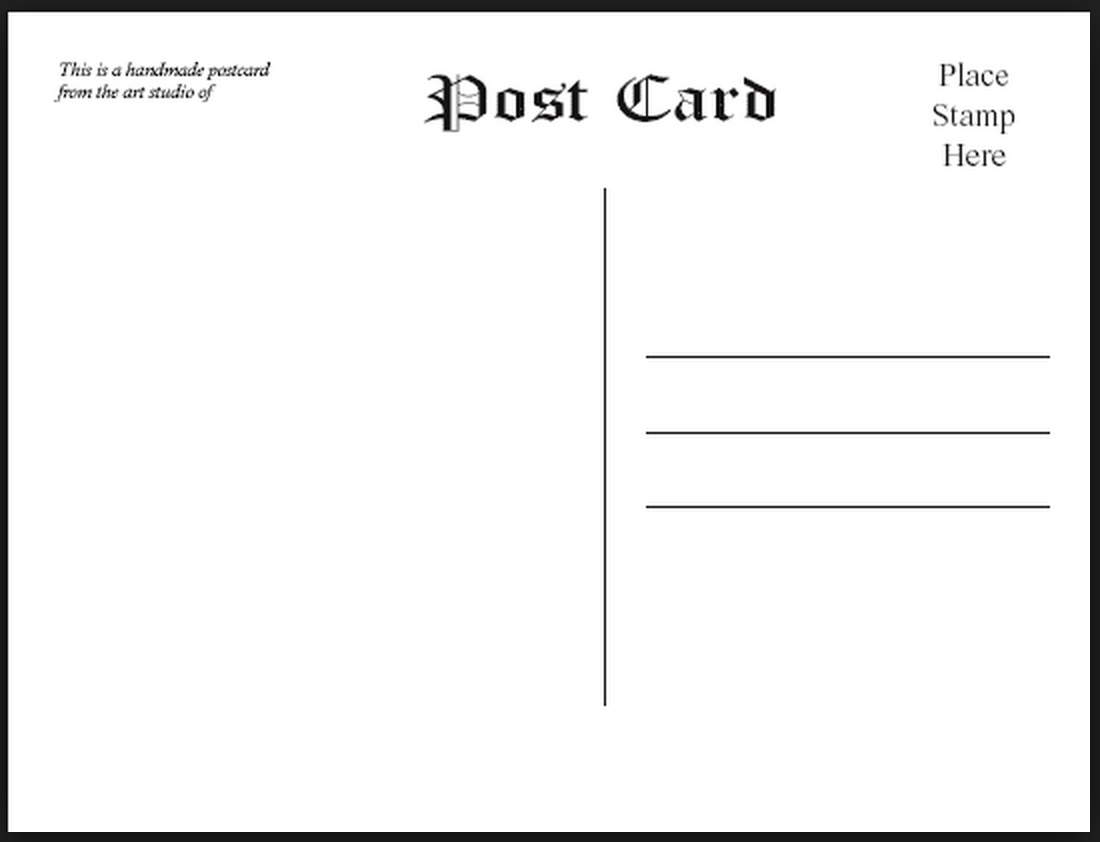 This is a handmade postcard
from the art studio of
Post Card
Place
Stamp
Here